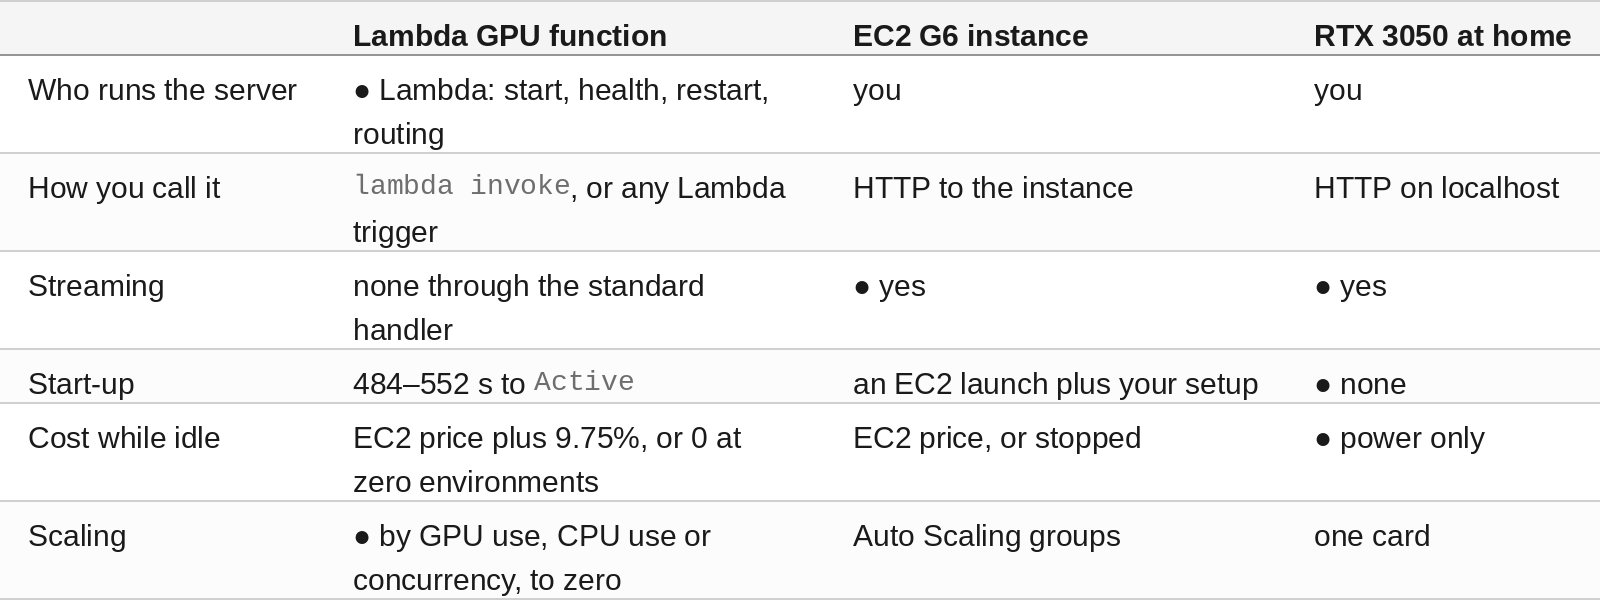 Lambda GPU function EC2 G6 instance RTX 3050 at home
Who runs the server ● Lambda: start, health, restart, you you
routing
How you call it lambda invoke, or any Lambda HTTP to the instance HTTP on localhost
trigger
Streaming none through the standard ● yes ● yes
handler
Start-up 484–552 s to Active an EC2 launch plus your setup ● none
Cost while idle EC2 price plus 9.75%, or 0 at EC2 price, or stopped ● power only
zero environments
Scaling ● by GPU use, CPU use or Auto Scaling groups one card
concurrency, to zero